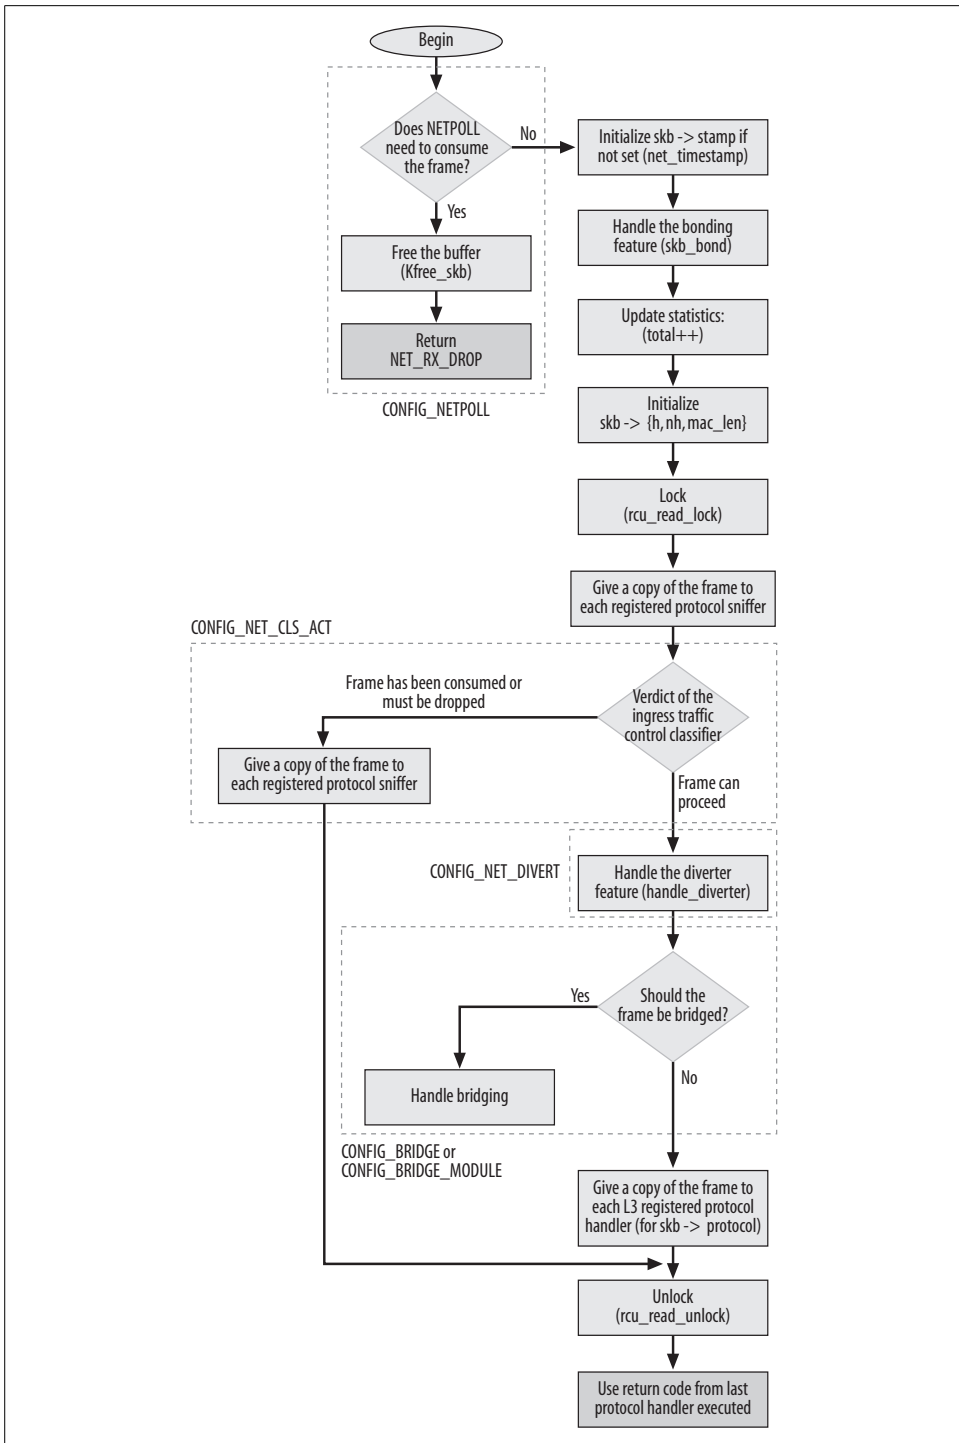 Begin
Does NETPOLL
need to consume
the frame?
No
Initialize skb -> stamp if
not set (net_timestamp)
Yes
Handle the bonding
feature (skb_bond)
Free the buffer
(Kfree_skb)
Update statistics:
(total++)
Return
NET_RX_DROP
Initialize
skb -> {h, nh, mac_len}
CONFIG_NETPOLL
Lock
(rcu_read_lock)
Give a copy of the frame to
each registered protocol sniffer
CONFIG_NET_CLS_ACT
Frame has been consumed or
must be dropped
Verdict of the
ingress traffic
control classifier
Give a copy of the frame to
each registered protocol sniffer
Frame can
proceed
CONFIG_NET_DIVERT
Handle the diverter
feature (handle_diverter)
Yes
Should the
frame be bridged?
No
Handle bridging
CONFIG_BRIDGE or
CONFIG_BRIDGE_MODULE
Give a copy of the frame to
each L3 registered protocol
handler (for skb -> protocol)
Unlock
(rcu_read_unlock)
Use return code from last
protocol handler executed